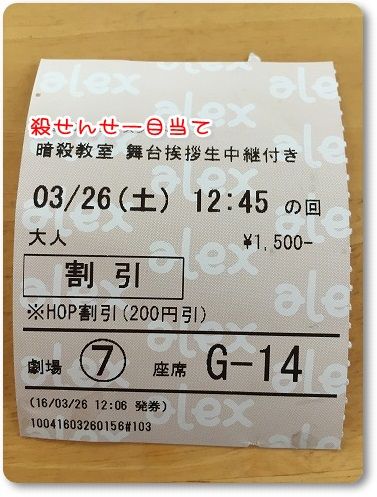 殺せんせー目当て
暗殺教室 舞台挨拶生中継付き
03/26(土) 12:45 の回
大人 ¥1,500-
割引
※HOP割引(200円引)
劇場 ⑦ 座席 G-14
(16/03/26 12:06 発券)
10041603260156#103